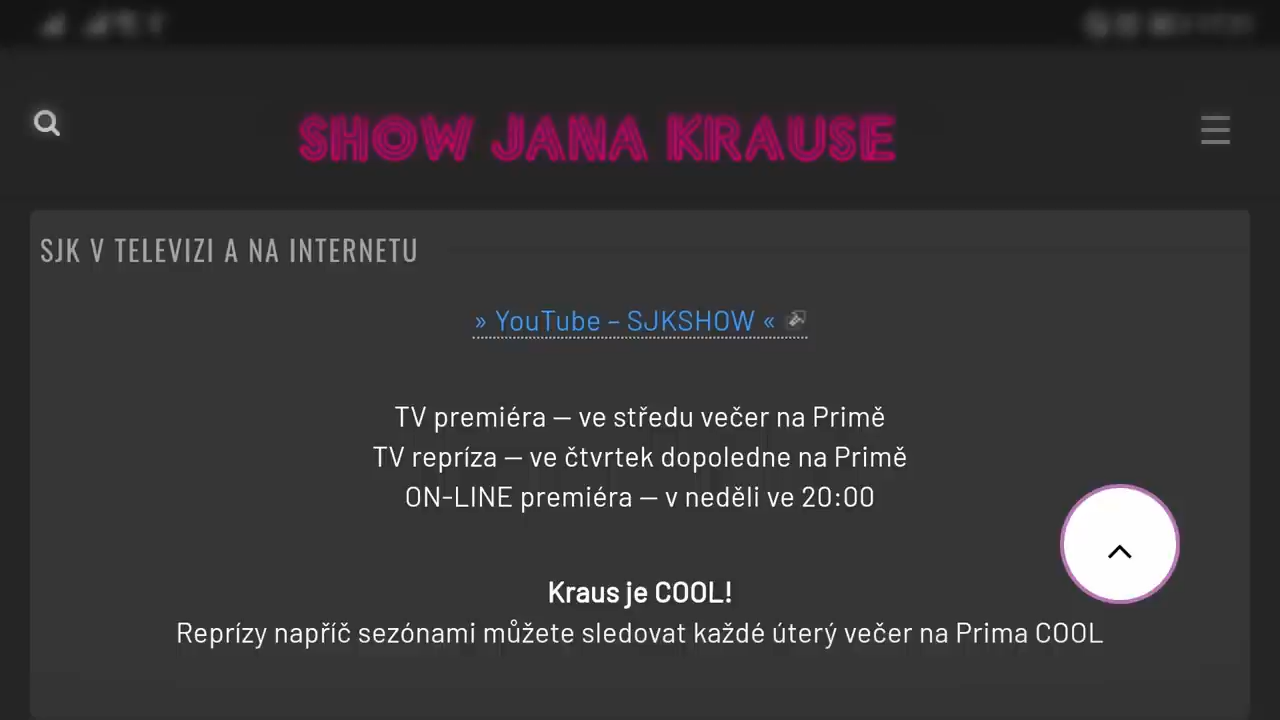 SHOW JANA KRAUSE
SJK V TELEVIZI A NA INTERNETU
» YouTube – SJKSHOW «
TV premiéra — ve středu večer na Primě
TV repríza — ve čtvrtek dopoledne na Primě
ON-LINE premiéra — v neděli ve 20:00
Kraus je COOL!
Reprízy napříč sezónami můžete sledovat každé úterý večer na Prima COOL